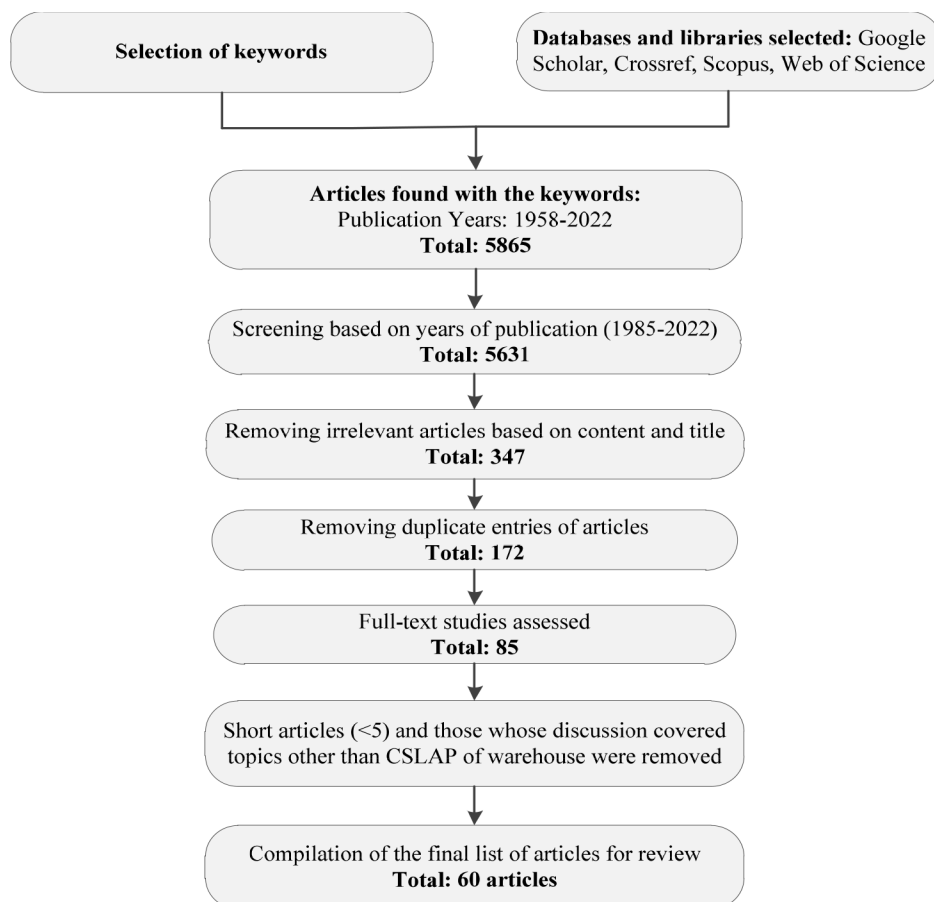 Selection of keywords
Databases and libraries selected: Google
Scholar, Crossref, Scopus, Web of Science
Articles found with the keywords:
Publication Years: 1958-2022
Total: 5865
Screening based on years of publication (1985-2022)
Total: 5631
Removing irrelevant articles based on content and title
Total: 347
Removing duplicate entries of articles
Total: 172
Full-text studies assessed
Total: 85
Short articles (<5) and those whose discussion covered
topics other than CSLAP of warehouse were removed
Compilation of the final list of articles for review
Total: 60 articles